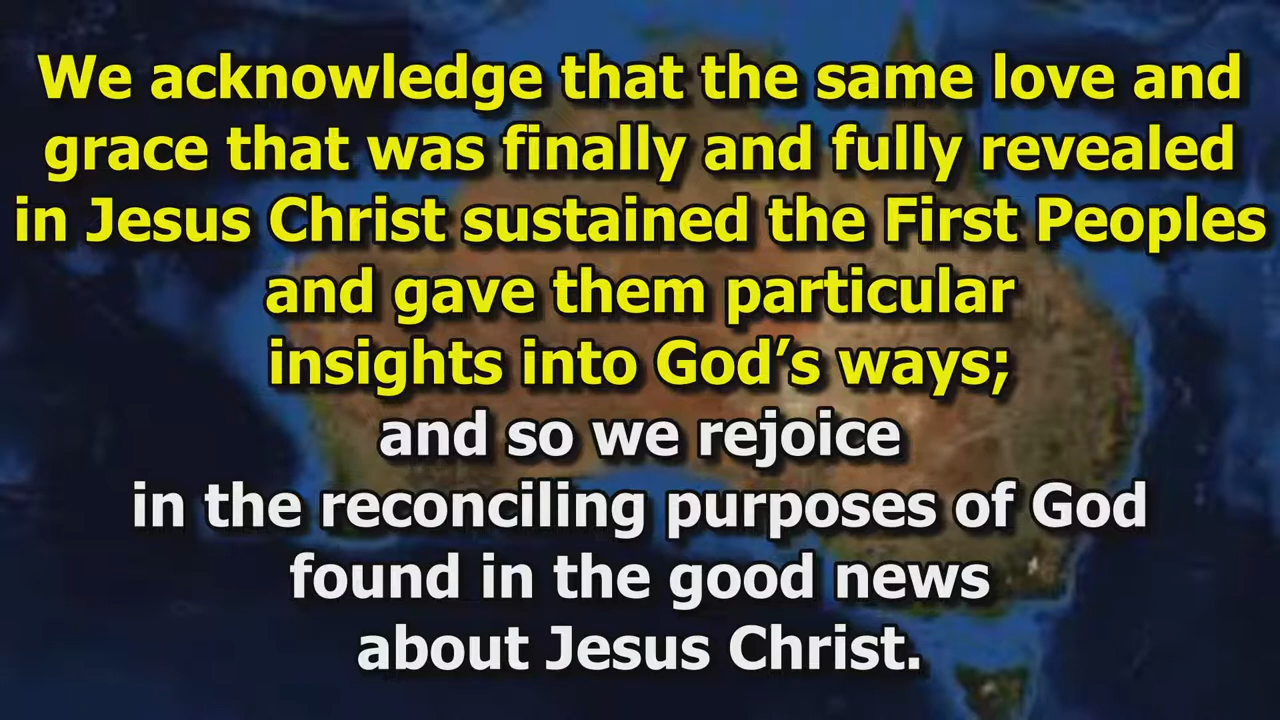 We acknowledge that the same love and
grace that was finally and fully revealed
in Jesus Christ sustained the First Peoples
and gave them particular
insights into God’s ways;
and so we rejoice
in the reconciling purposes of God
found in the good news
about Jesus Christ.